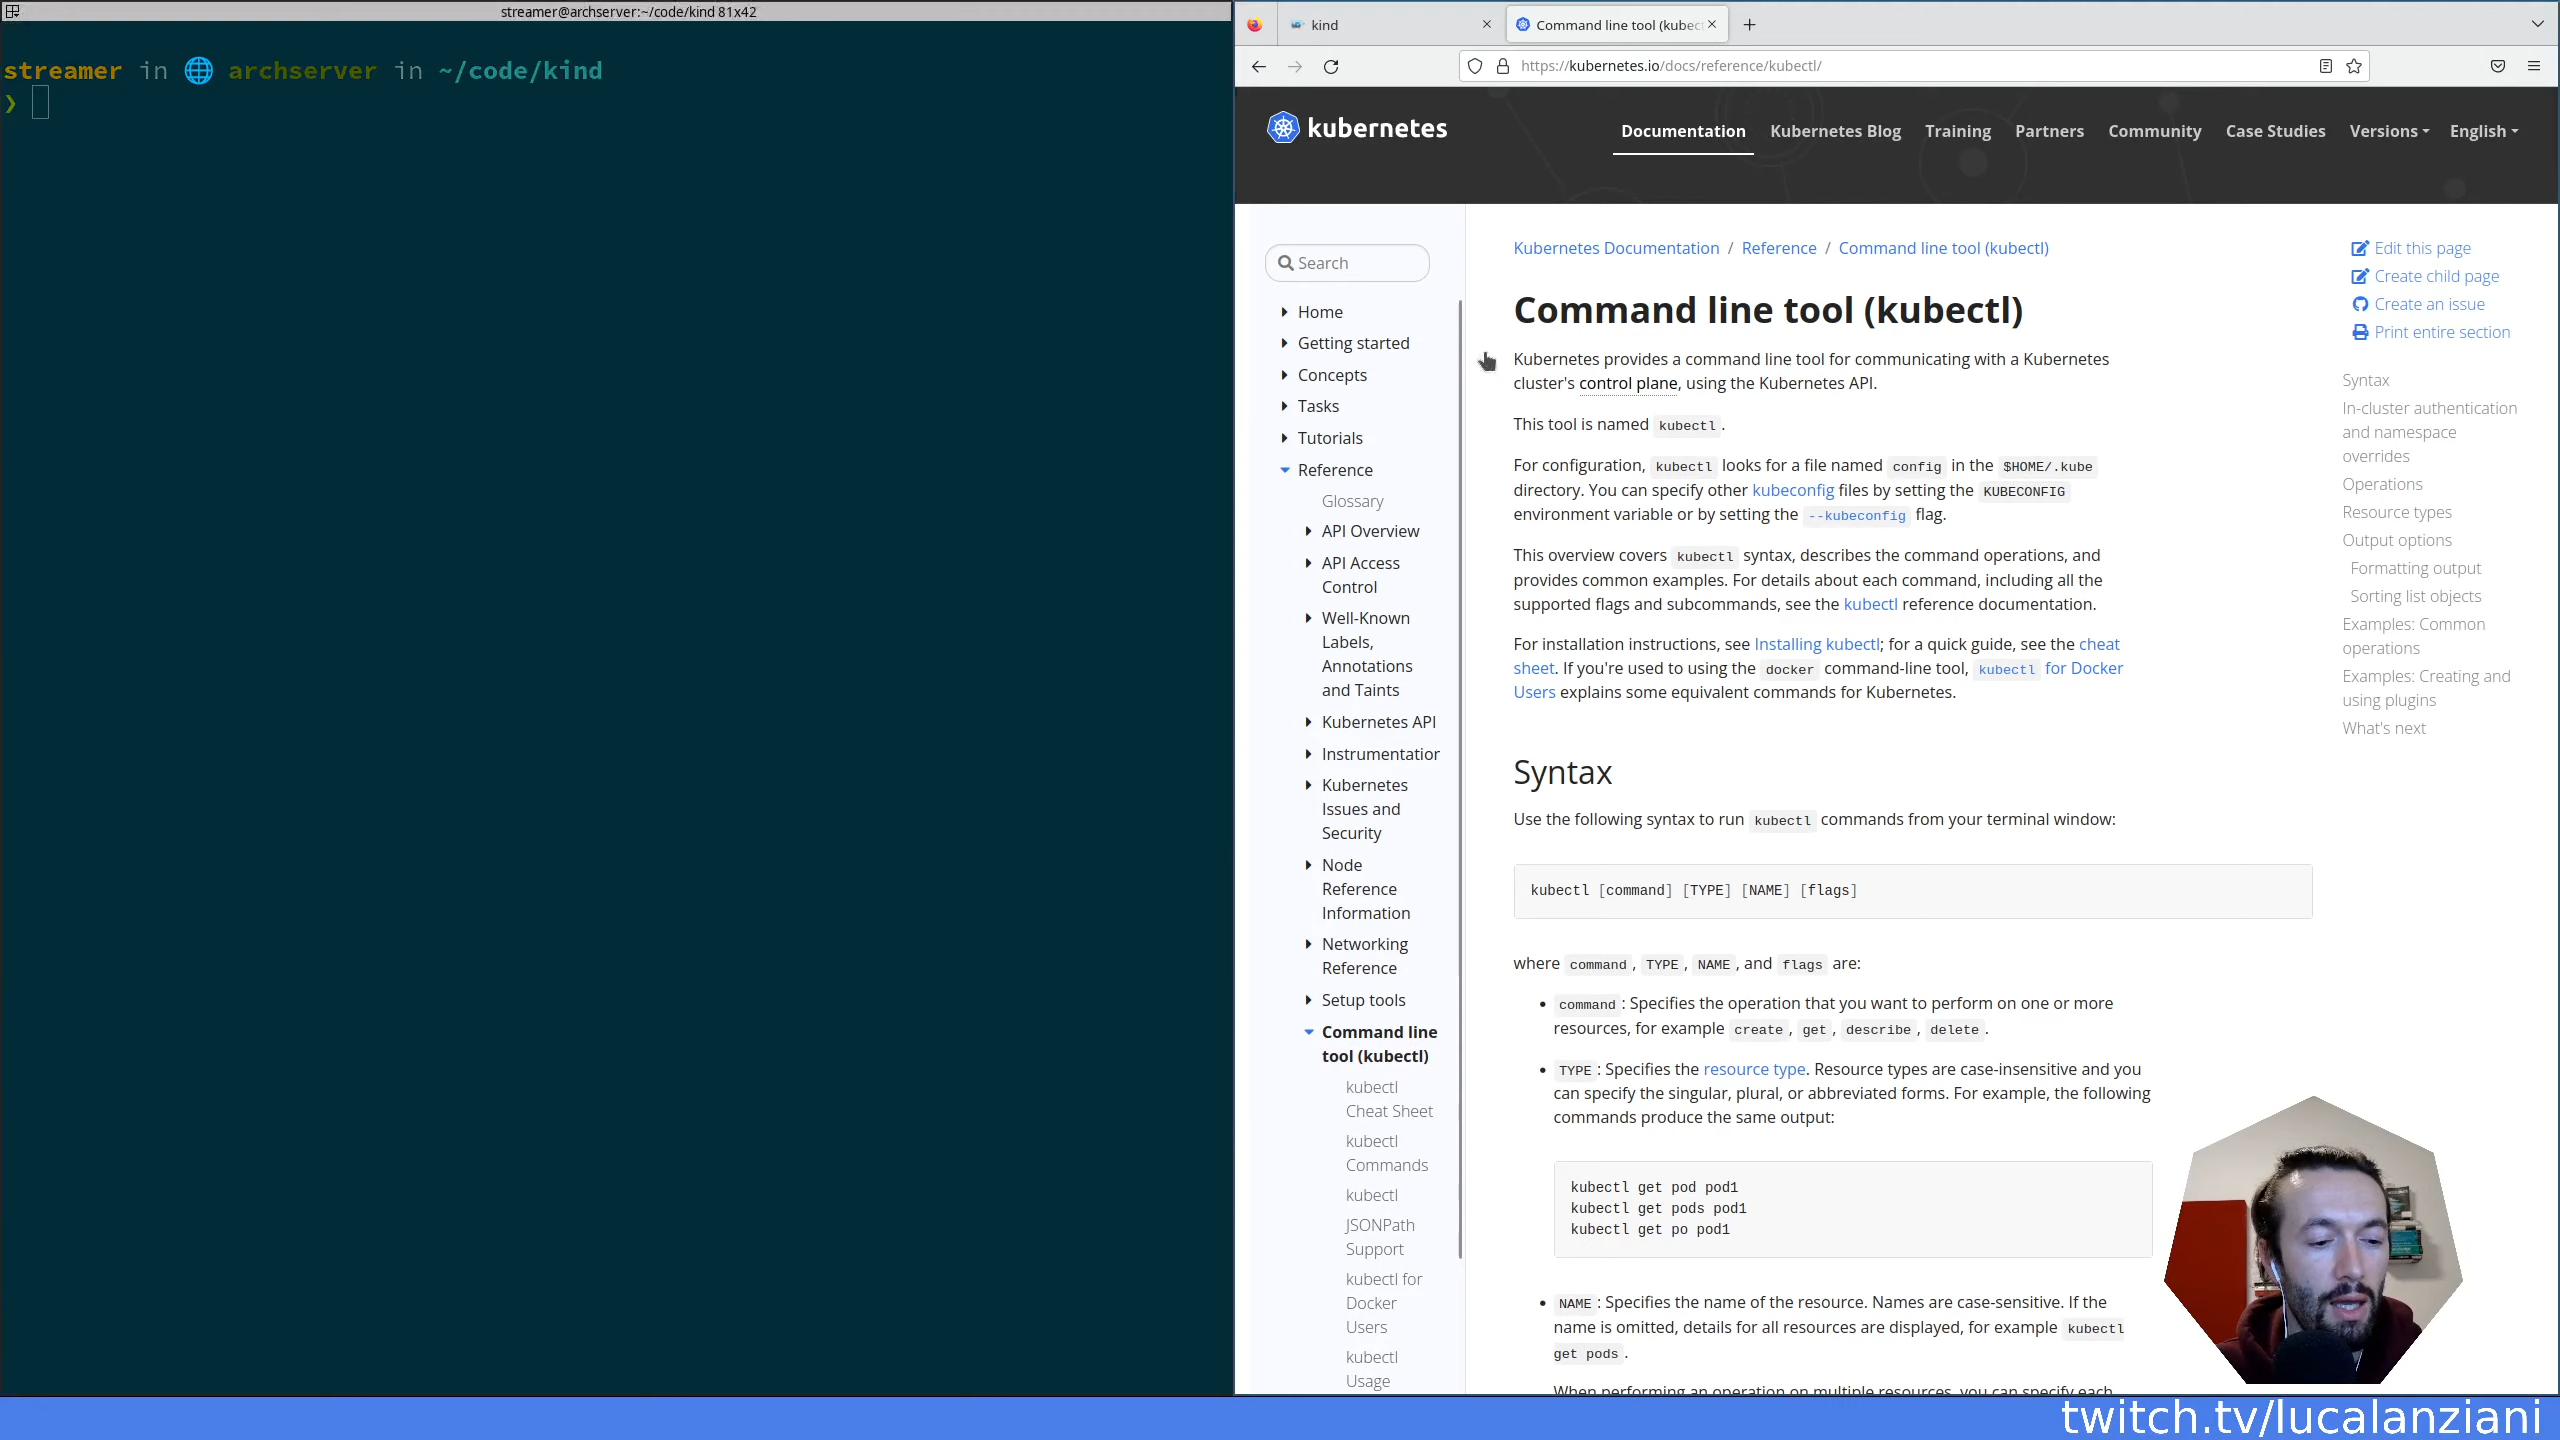 streamer@archserver:~/code/kind 81x42
streamer in archserver in ~/code/kind
❯
kind
Command line tool (kubec
https://kubernetes.io/docs/reference/kubectl/
kubernetes
Documentation
Kubernetes Blog
Training
Partners
Community
Case Studies
Versions
English
Search
Home
Getting started
Concepts
Tasks
Tutorials
Reference
Glossary
API Overview
API Access
Control
Well-Known
Labels,
Annotations
and Taints
Kubernetes API
Instrumentation
Kubernetes
Issues and
Security
Node
Reference
Information
Networking
Reference
Setup tools
Command line
tool (kubectl)
kubectl
Cheat Sheet
kubectl
Commands
kubectl
JSONPath
Support
kubectl for
Docker
Users
kubectl
Usage
Kubernetes Documentation / Reference / Command line tool (kubectl)
Command line tool (kubectl)
Kubernetes provides a command line tool for communicating with a Kubernetes
cluster's control plane, using the Kubernetes API.
This tool is named kubectl.
For configuration, kubectl looks for a file named config in the $HOME/.kube
directory. You can specify other kubeconfig files by setting the KUBECONFIG
environment variable or by setting the --kubeconfig flag.
This overview covers kubectl syntax, describes the command operations, and
provides common examples. For details about each command, including all the
supported flags and subcommands, see the kubectl reference documentation.
For installation instructions, see Installing kubectl; for a quick guide, see the cheat
sheet. If you're used to using the docker command-line tool, kubectl for Docker
Users explains some equivalent commands for Kubernetes.
Syntax
Use the following syntax to run kubectl commands from your terminal window:
kubectl [command] [TYPE] [NAME] [flags]
where command, TYPE, NAME, and flags are:
• command: Specifies the operation that you want to perform on one or more
resources, for example create, get, describe, delete.
• TYPE: Specifies the resource type. Resource types are case-insensitive and you
can specify the singular, plural, or abbreviated forms. For example, the following
commands produce the same output:
kubectl get pod pod1
kubectl get pods pod1
kubectl get po pod1
• NAME: Specifies the name of the resource. Names are case-sensitive. If the
name is omitted, details for all resources are displayed, for example kubectl
get pods.
When performing an operation on multiple resources, you can specify each
Edit this page
Create child page
Create an issue
Print entire section
Syntax
In-cluster authentication
and namespace
overrides
Operations
Resource types
Output options
Formatting output
Sorting list objects
Examples: Common
operations
Examples: Creating and
using plugins
What's next
twitch.tv/lucalanziani